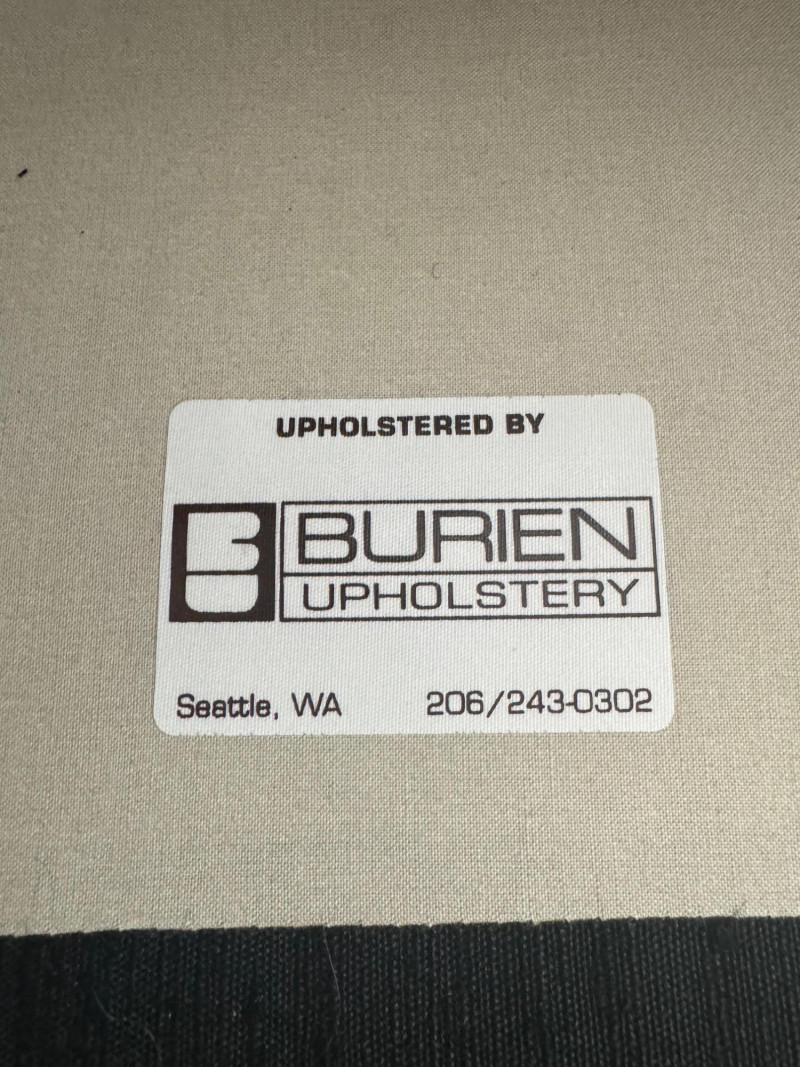 UPHOLSTERED BY
BURIEN
UPHOLSTERY
Seattle, WA 206/243-0302